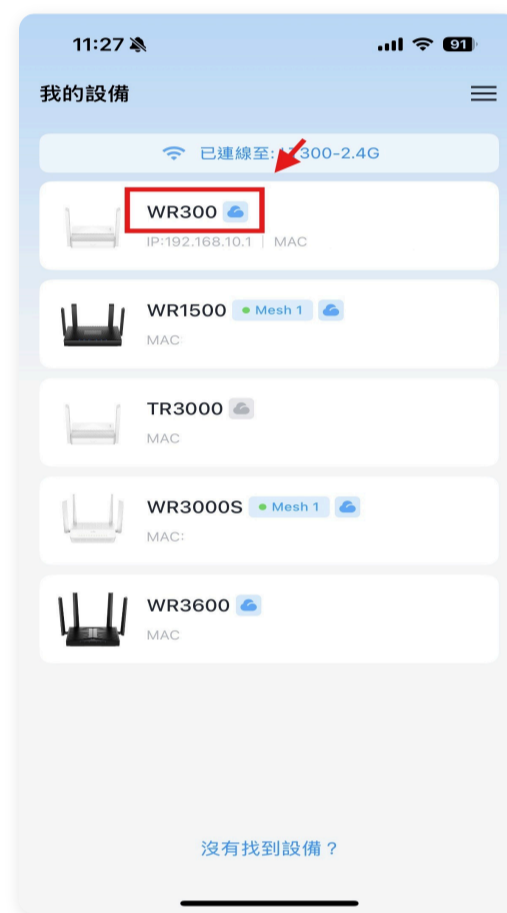 11:27 91
我的設備
已連線至: 300-2.4G
WR300
IP:192.168.10.1 | MAC
WR1500 Mesh 1
MAC
TR3000
MAC
WR3000S Mesh 1
MAC:
WR3600
MAC
沒有找到設備？